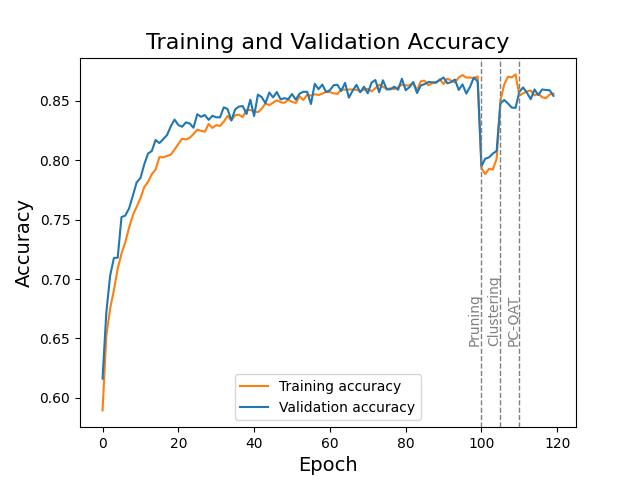 Training and Validation Accuracy
Accuracy
0.85
0.80
0.75
0.70
0.65
0.60
Pruning
Clustering
PC-QAT
Training accuracy
Validation accuracy
0
20
40
60
80
100
120
Epoch